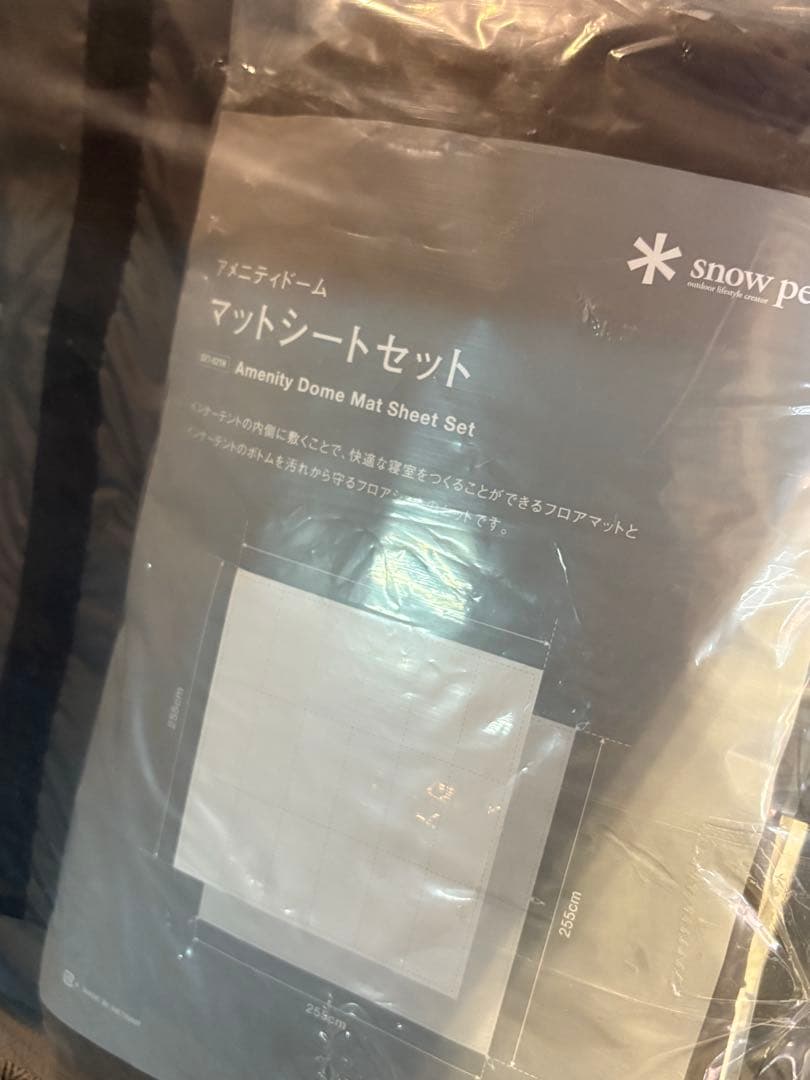 snow pe
outdoor lifestyle creator
アメニティドーム
マットシートセット
Amenity Dome Mat Sheet Set
インナーテントの内側に敷くことで、快適な寝室をつくることができるフロアマットと
インナーテントのボトムを汚れから守るフロアシ
セットです。
255cm
255cm